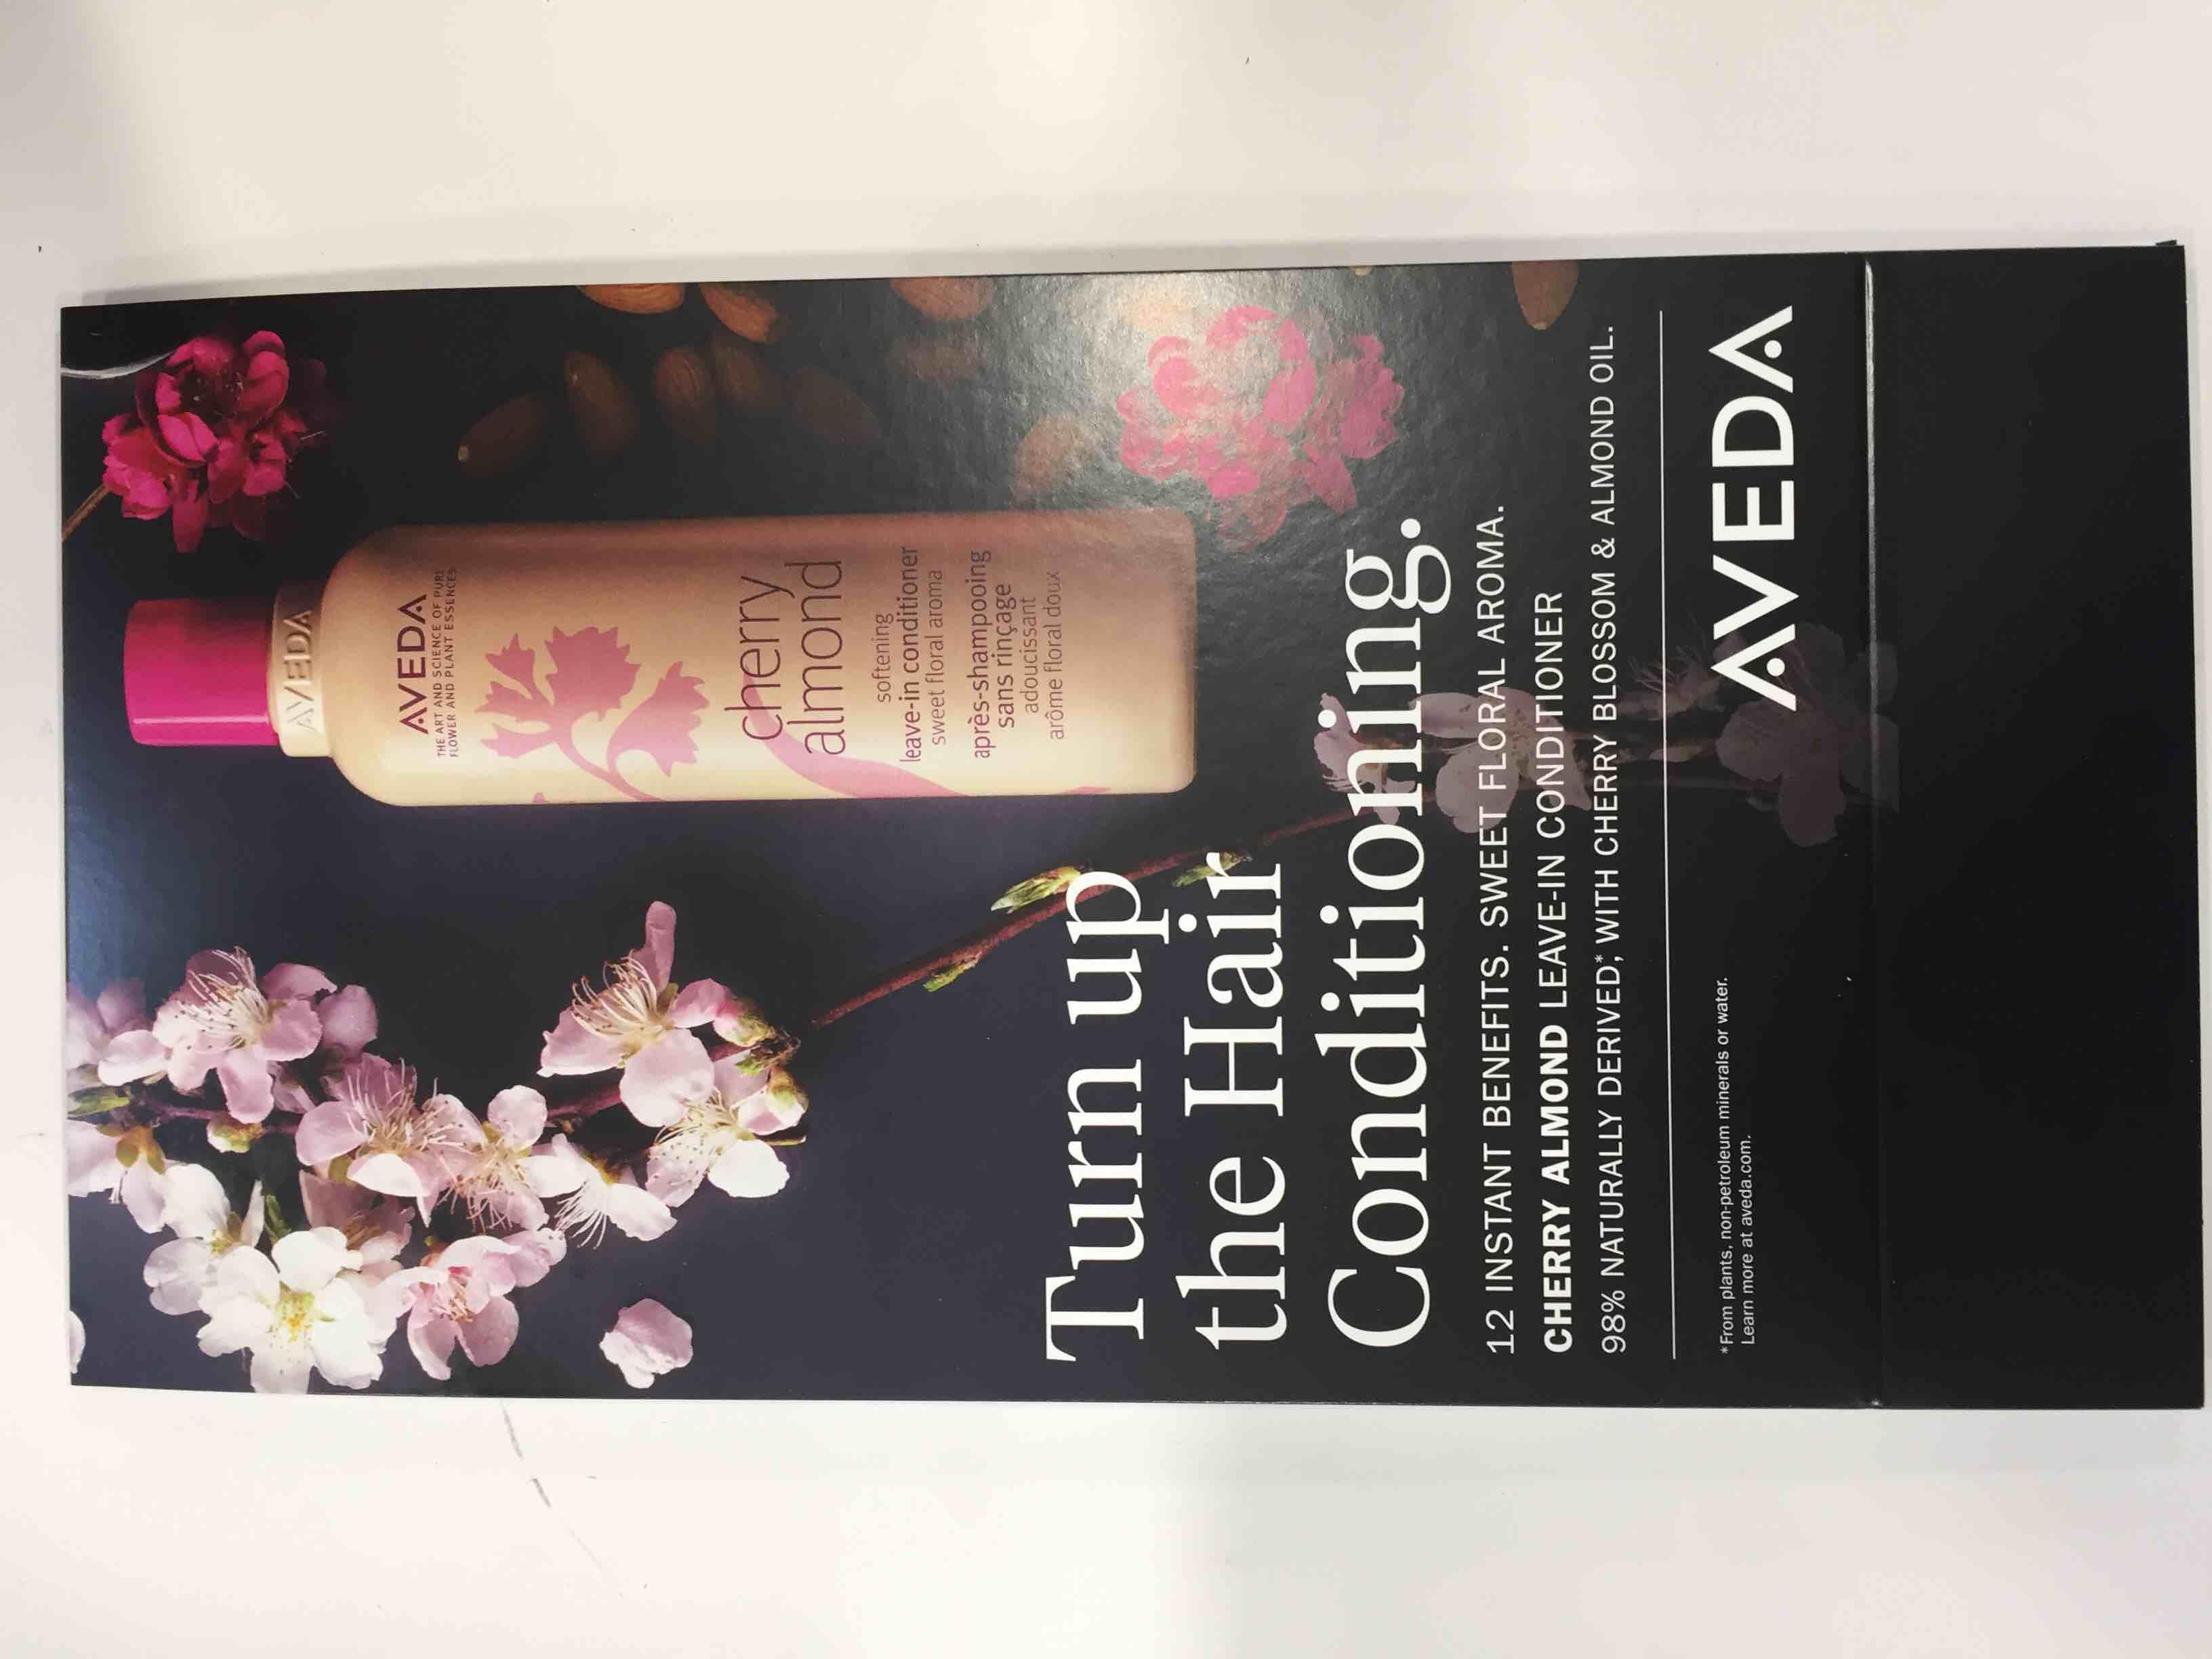 AVEDA
AVEDA
THE ART AND SCIENCE OF PURE
FLOWER AND PLANT ESSENCES
cherry
almond
softening
leave-in conditioner
sweet floral aroma
après-shampooing
sans rinçage
adoucissant
arôme floral doux
Turn up
the Hair
Conditioning.
12 INSTANT BENEFITS. SWEET FLORAL AROMA.
CHERRY ALMOND LEAVE-IN CONDITIONER
98% NATURALLY DERIVED*, WITH CHERRY BLOSSOM & ALMOND OIL.
*From plants, non-petroleum minerals or water.
Learn more at aveda.com.
AVEDA